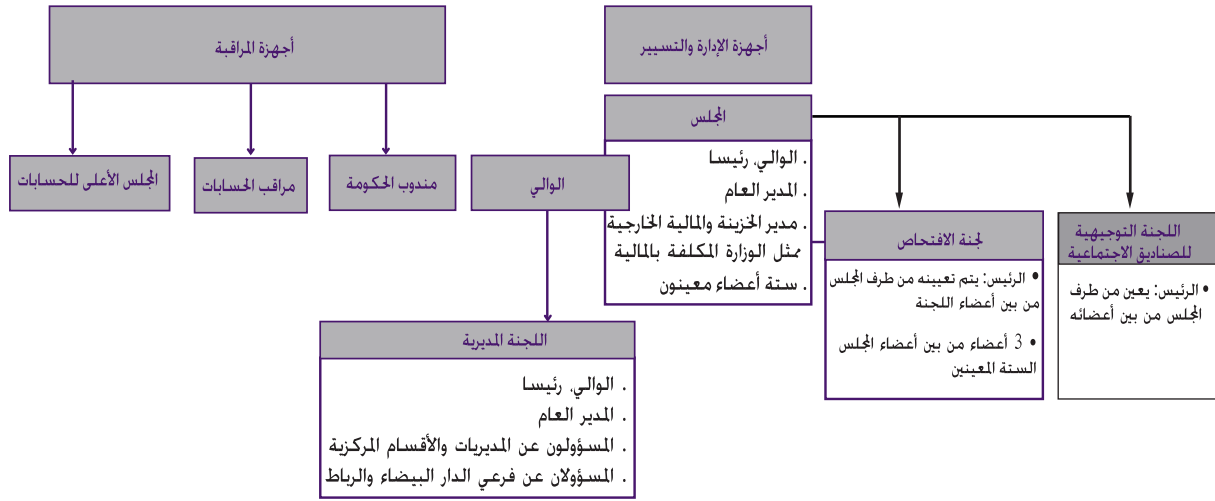 أجهزة الإدارة والتسيير
أجهزة المراقبة
المجلس
. الوالي، رئيسا
. المدير العام
. مدير الخزينة والمالية الخارجية
ممثل الوزارة المكلفة بالمالية
. ستة أعضاء معينون
الوالي
مندوب الحكومة
مراقب الحسابات
المجلس الأعلى للحسابات
اللجنة التوجيهية
للصناديق الاجتماعية
• الرئيس: يعين من طرف
المجلس من بين أعضائه
لجنة الافتحاص
• الرئيس: يتم تعيينه من طرف المجلس
من بين أعضاء اللجنة
• 3 أعضاء من بين أعضاء المجلس
الستة المعينين
اللجنة المديرية
. الوالي، رئيسا
. المدير العام
. المسؤولون عن المديريات والأقسام المركزية
. المسؤولان عن فرعي الدار البيضاء والرباط